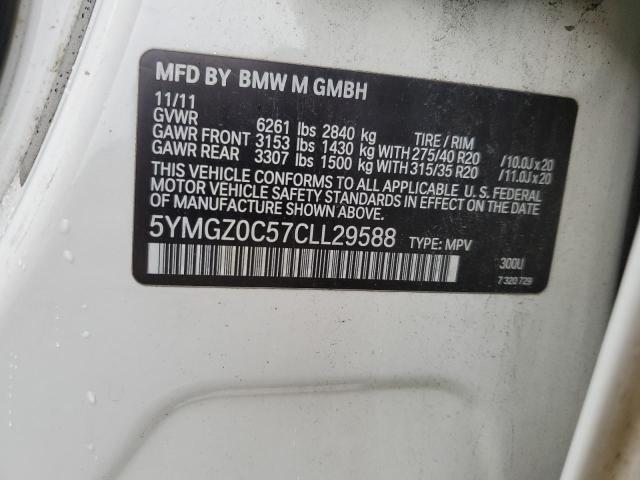 MFD BY BMW M GMBH
11/11
GVWR 6261 lbs 2840 kg TIRE / RIM
GAWR FRONT 3153 lbs 1430 kg WITH 275/40 R20 /10.0J x 20
GAWR REAR 3307 lbs 1500 kg WITH 315/35 R20 /11.0J x 20
THIS VEHICLE CONFORMS TO ALL APPLICABLE U.S. FEDERAL
MOTOR VEHICLE SAFETY STANDARDS IN EFFECT ON THE DATE
OF MANUFACTURE SHOWN ABOVE.
5YMGZ0C57CLL29588 TYPE: MPV
300U
7 320 729